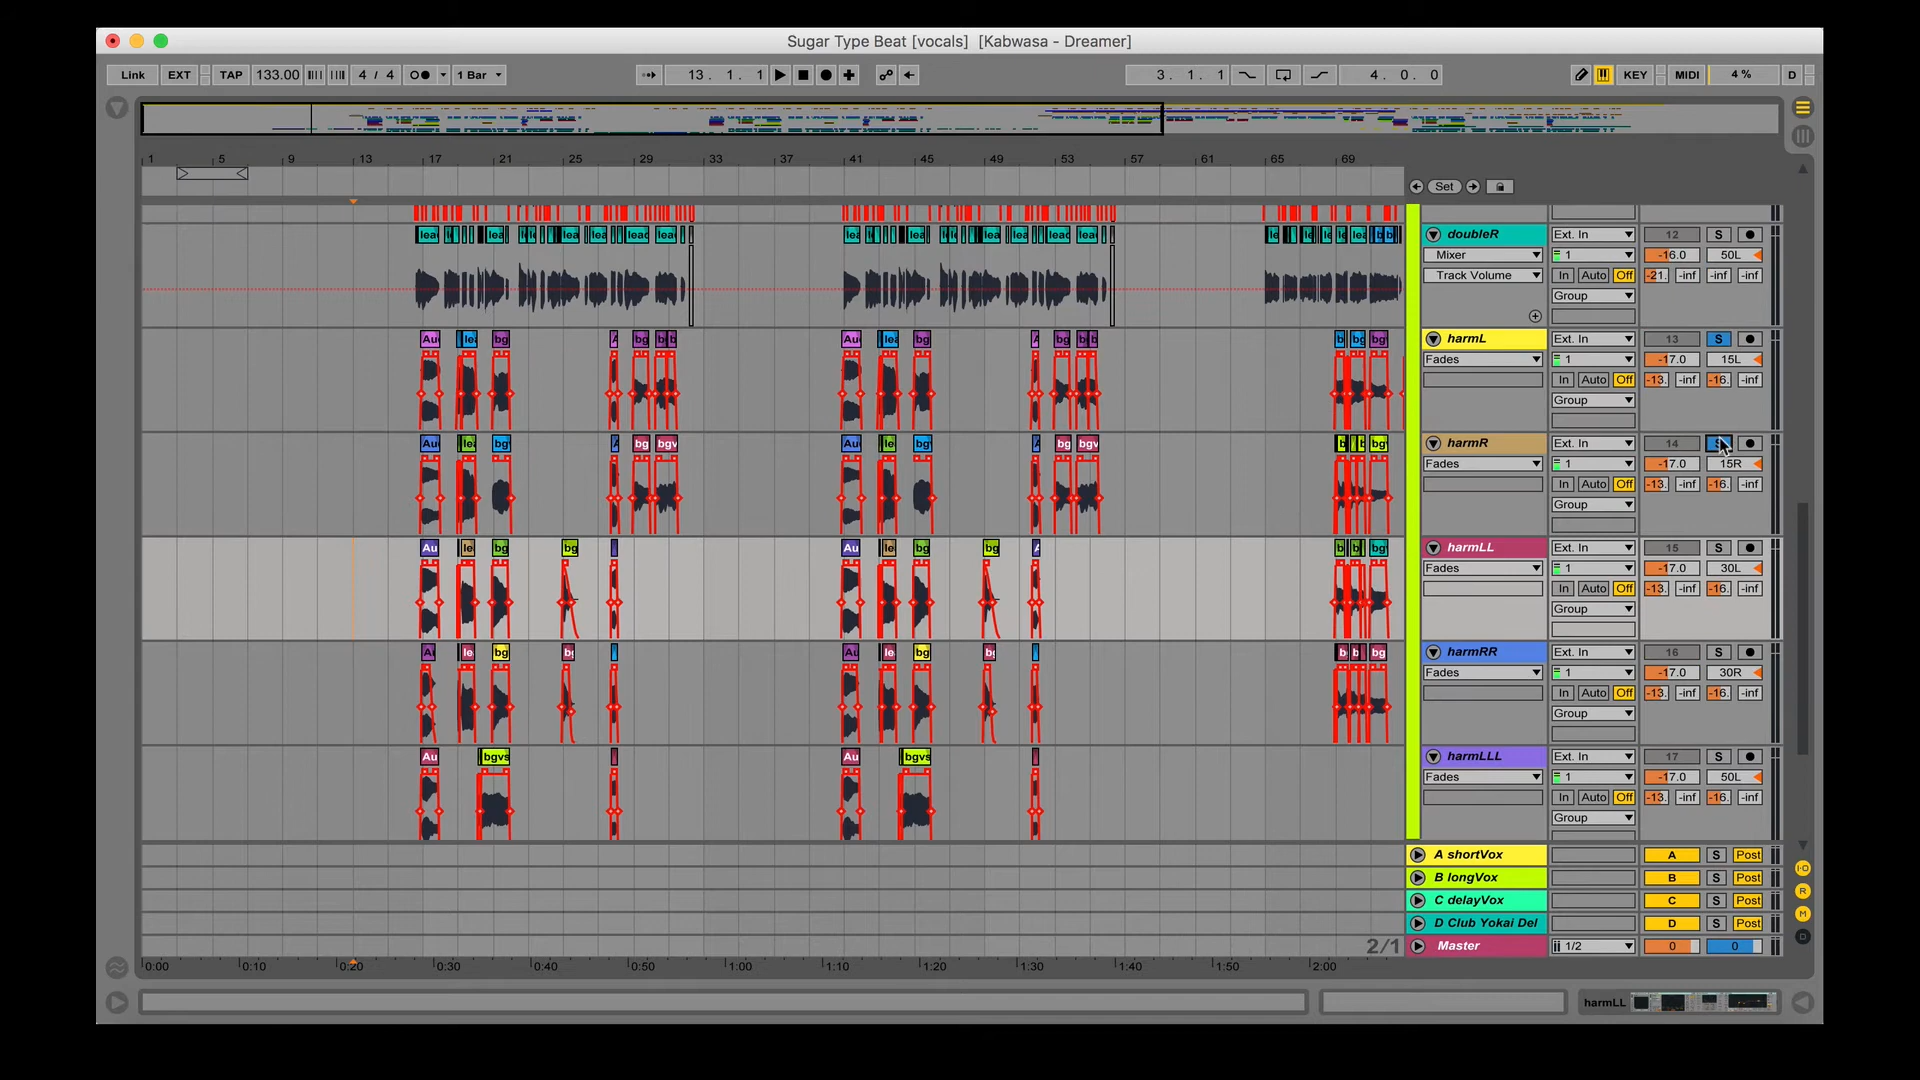 Sugar Type Beat [vocals] [Kabwasa - Dreamer]
Link EXT TAP 133.00 4 / 4 1 Bar 13. 1. 1 3. 1. 1 4. 0. 0 KEY MIDI 4 % D
1 5 9 13 17 21 25 29 33 37 41 45 49 53 57 61 65 69
Set
doubleR Ext. In 12 S
Mixer 1 -16.0 50L
Track Volume In Auto Off -21. -inf -inf -inf
Group
harmL Ext. In 13 S
Fades 1 -17.0 15L
In Auto Off -13. -inf -16. -inf
Group
harmR Ext. In 14
Fades 1 -17.0 15R
In Auto Off -13. -inf -16. -inf
Group
harmLL Ext. In 15 S
Fades 1 -17.0 30L
In Auto Off -13. -inf -16. -inf
Group
harmRR Ext. In 16 S
Fades 1 -17.0 30R
In Auto Off -13. -inf -16. -inf
Group
bgvs bgvs harmLLL Ext. In 17 S
Fades 1 -17.0 50L
In Auto Off -13. -inf -16. -inf
Group
A shortVox A S Post
B longVox B S Post
C delayVox C S Post
D Club Yokai Del D S Post
2/1 Master 1/2 0 0
0:00 0:10 0:20 0:30 0:40 0:50 1:00 1:10 1:20 1:30 1:40 1:50 2:00
harmLL